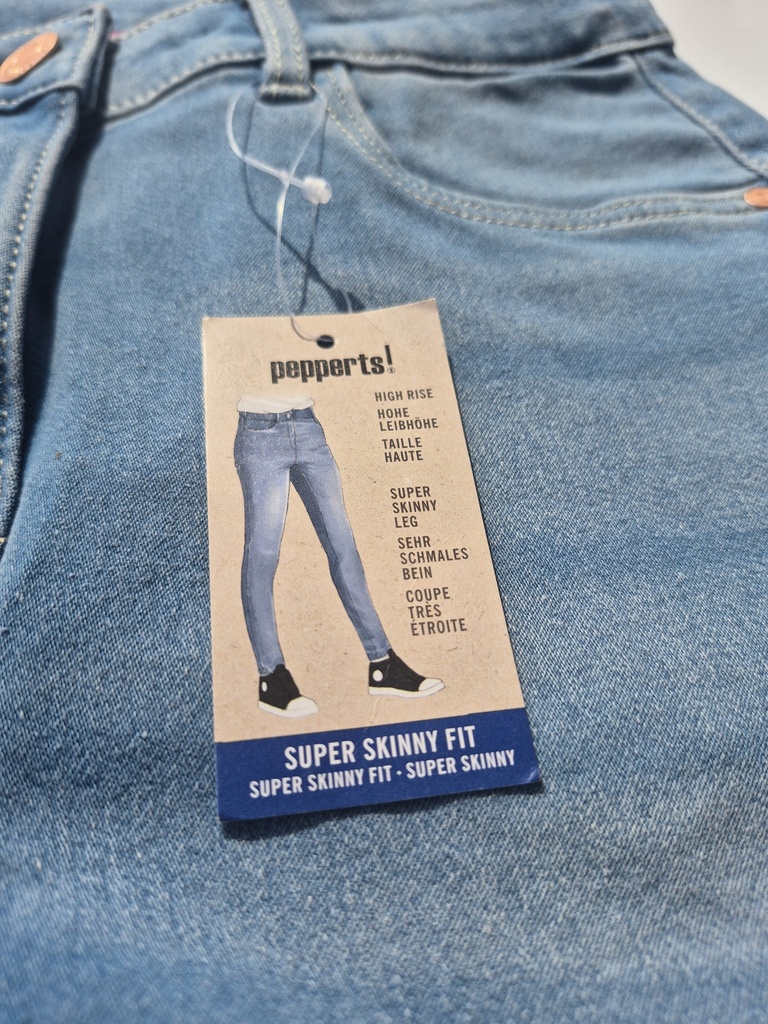 pepperts!®
HIGH RISE
HOHE
LEIBHÖHE
TAILLE
HAUTE
SUPER
SKINNY
LEG
SEHR
SCHMALES
BEIN
COUPE
TRÈS
ÉTROITE
SUPER SKINNY FIT
SUPER SKINNY FIT · SUPER SKINNY